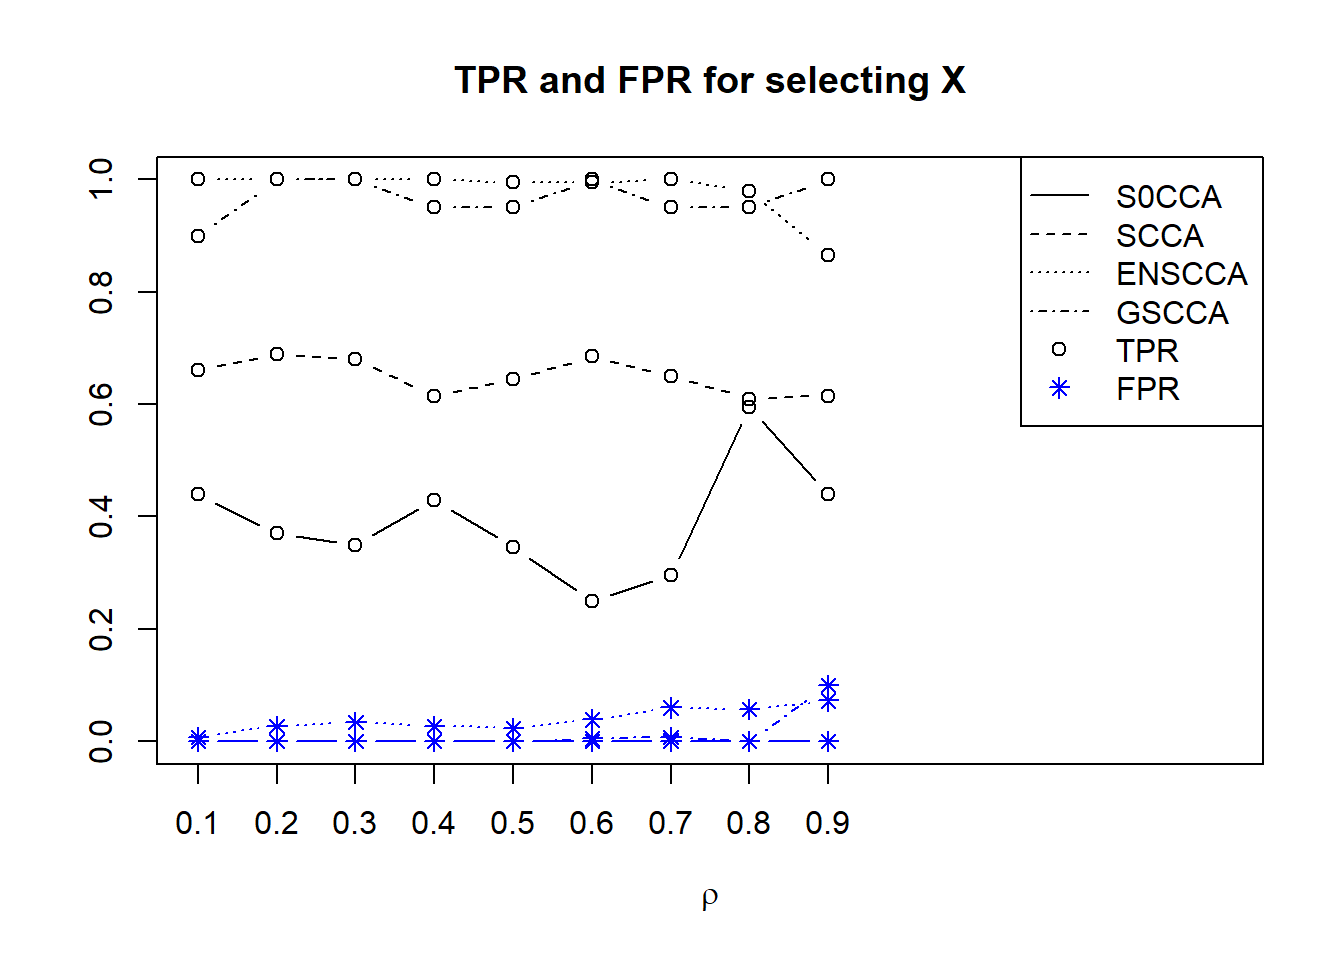 TPR and FPR for selecting X
1.0
0.8
0.6
0.4
0.2
0.0
S0CCA
SCCA
ENSCCA
GSCCA
TPR
FPR
0.1 0.2 0.3 0.4 0.5 0.6 0.7 0.8 0.9
ρ